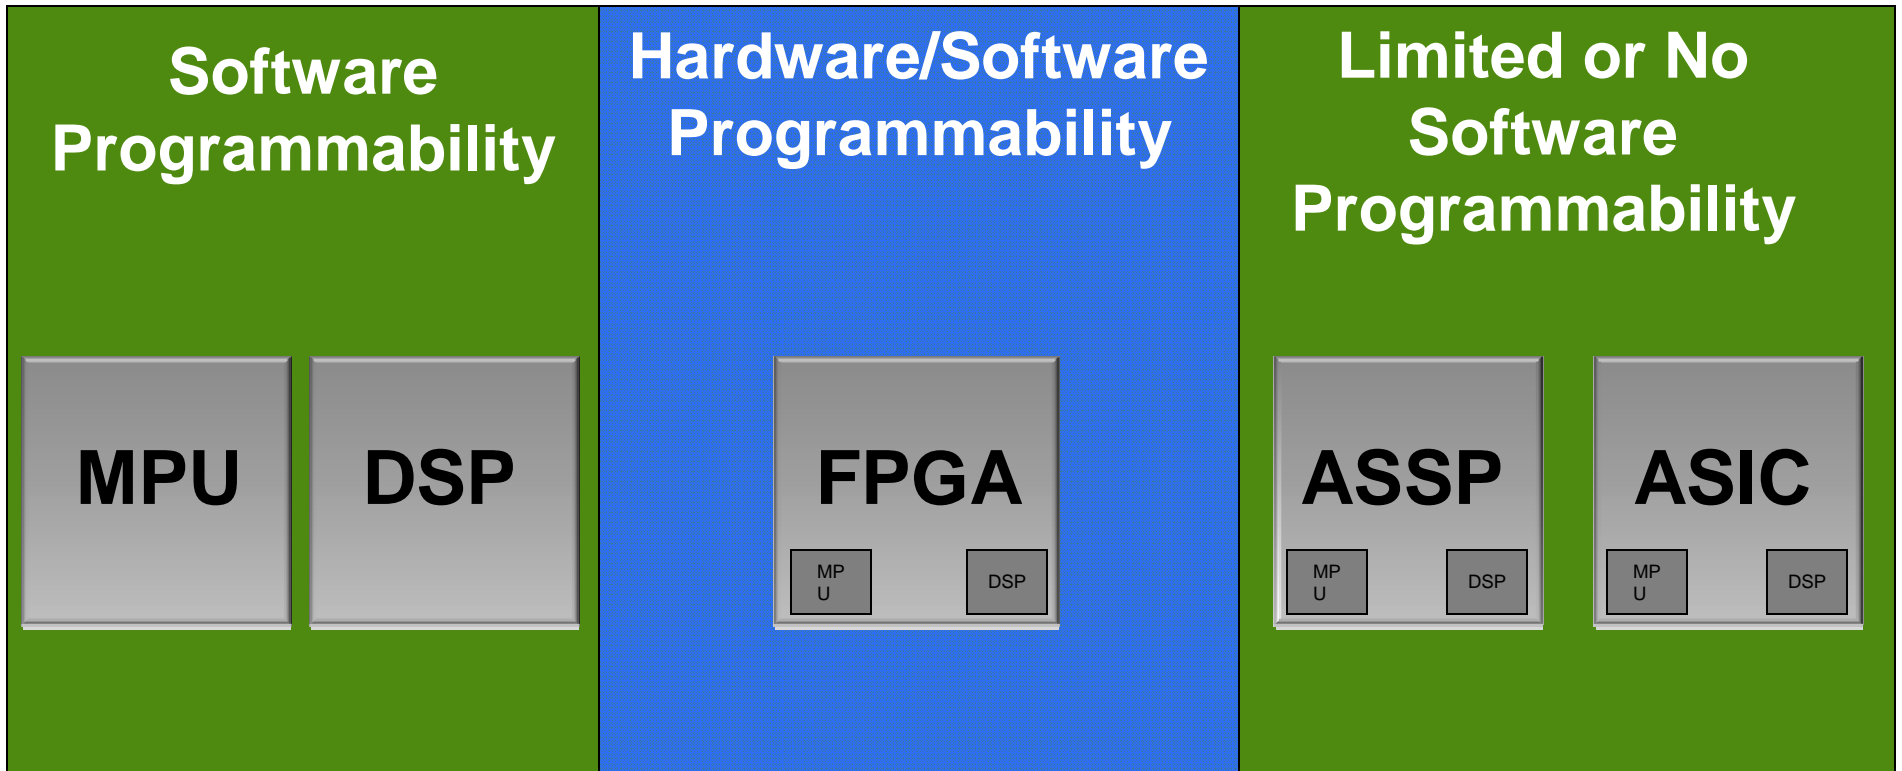 Software
Programmability
Hardware/Software
Programmability
Limited or No
Software
Programmability
MPU
DSP
FPGA
MP
U
DSP
ASSP
MP
U
DSP
ASIC
MP
U
DSP